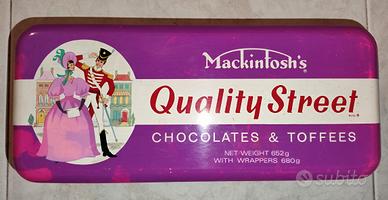 Mackintosh's
Quality Street
CHOCOLATES & TOFFEES
NET WEIGHT 652g
WITH WRAPPERS 680g
subito